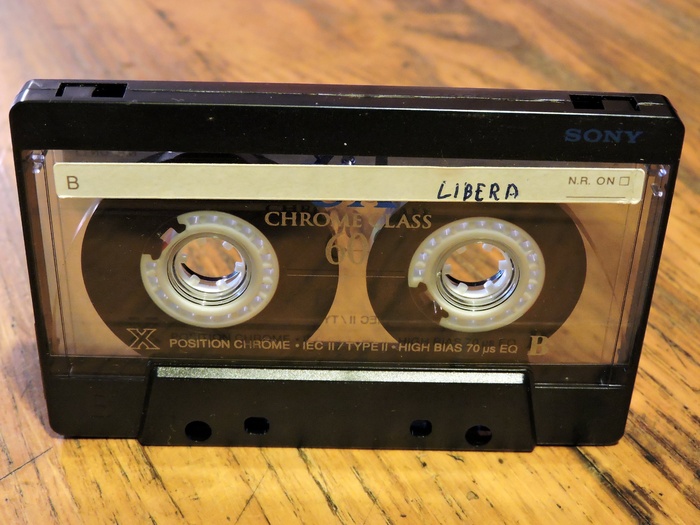 SONY
B LIBERA N.R. ON
CHROME CLASS
60
X POSITION CHROME • IEC II / TYPE II • HIGH BIAS 70 µs EQ B